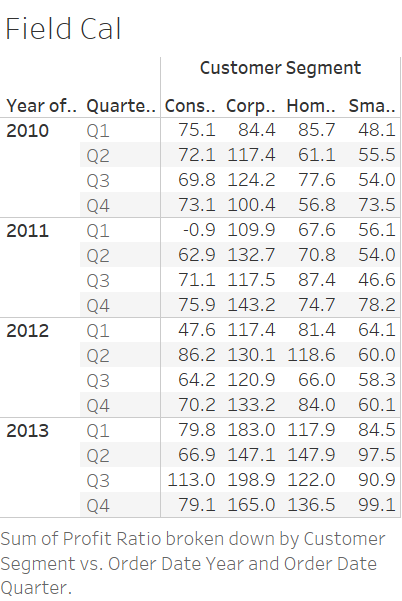 Field Cal
Customer Segment
Year of.. Quarte.. Cons.. Corp.. Hom.. Sma..
2010 Q1 75.1 84.4 85.7 48.1
Q2 72.1 117.4 61.1 55.5
Q3 69.8 124.2 77.6 54.0
Q4 73.1 100.4 56.8 73.5
2011 Q1 -0.9 109.9 67.6 56.1
Q2 62.9 132.7 70.8 54.0
Q3 71.1 117.5 87.4 46.6
Q4 75.9 143.2 74.7 78.2
2012 Q1 47.6 117.4 81.4 64.1
Q2 86.2 130.1 118.6 60.0
Q3 64.2 120.9 66.0 58.3
Q4 70.2 133.2 84.0 60.1
2013 Q1 79.8 183.0 117.9 84.5
Q2 66.9 147.1 147.9 97.5
Q3 113.0 198.9 122.0 90.9
Q4 79.1 165.0 136.5 99.1
Sum of Profit Ratio broken down by Customer
Segment vs. Order Date Year and Order Date
Quarter.